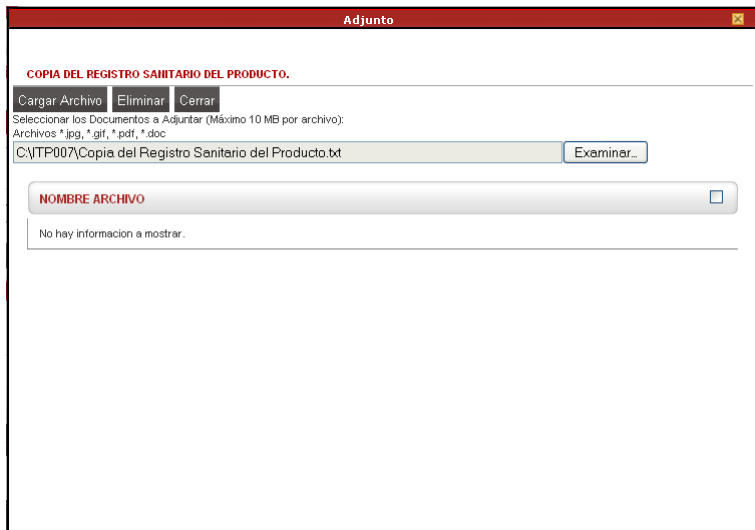 Adjunto
COPIA DEL REGISTRO SANITARIO DEL PRODUCTO.
Cargar Archivo Eliminar Cerrar
Seleccionar los Documentos a Adjuntar (Máximo 10 MB por archivo):
Archivos *.jpg, *.gif, *.pdf, *.doc
C:\ITP007\Copia del Registro Sanitario del Producto.txt Examinar...
NOMBRE ARCHIVO
No hay informacion a mostrar.